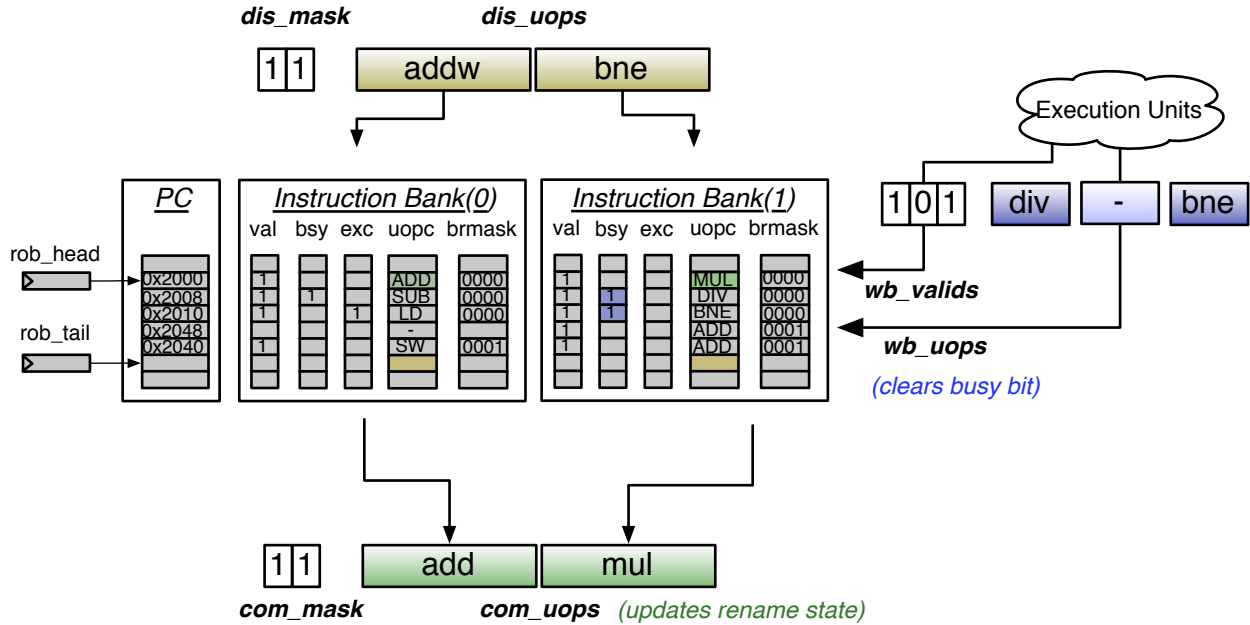 dis_mask dis_uops
1 1 addw bne
Execution Units
1 0 1 div - bne
PC Instruction Bank(0) Instruction Bank(1)
val bsy exc uopc brmask val bsy exc uopc brmask
rob_head
0x2000 1 ADD 0000 1 MUL 0000
0x2008 1 1 SUB 0000 1 1 DIV 0000
0x2010 1 1 LD 0000 1 1 BNE 0000
0x2048 - 1 ADD 0001
0x2040 1 SW 0001 1 ADD 0001
rob_tail
wb_valids
wb_uops
(clears busy bit)
1 1 add mul
com_mask com_uops (updates rename state)